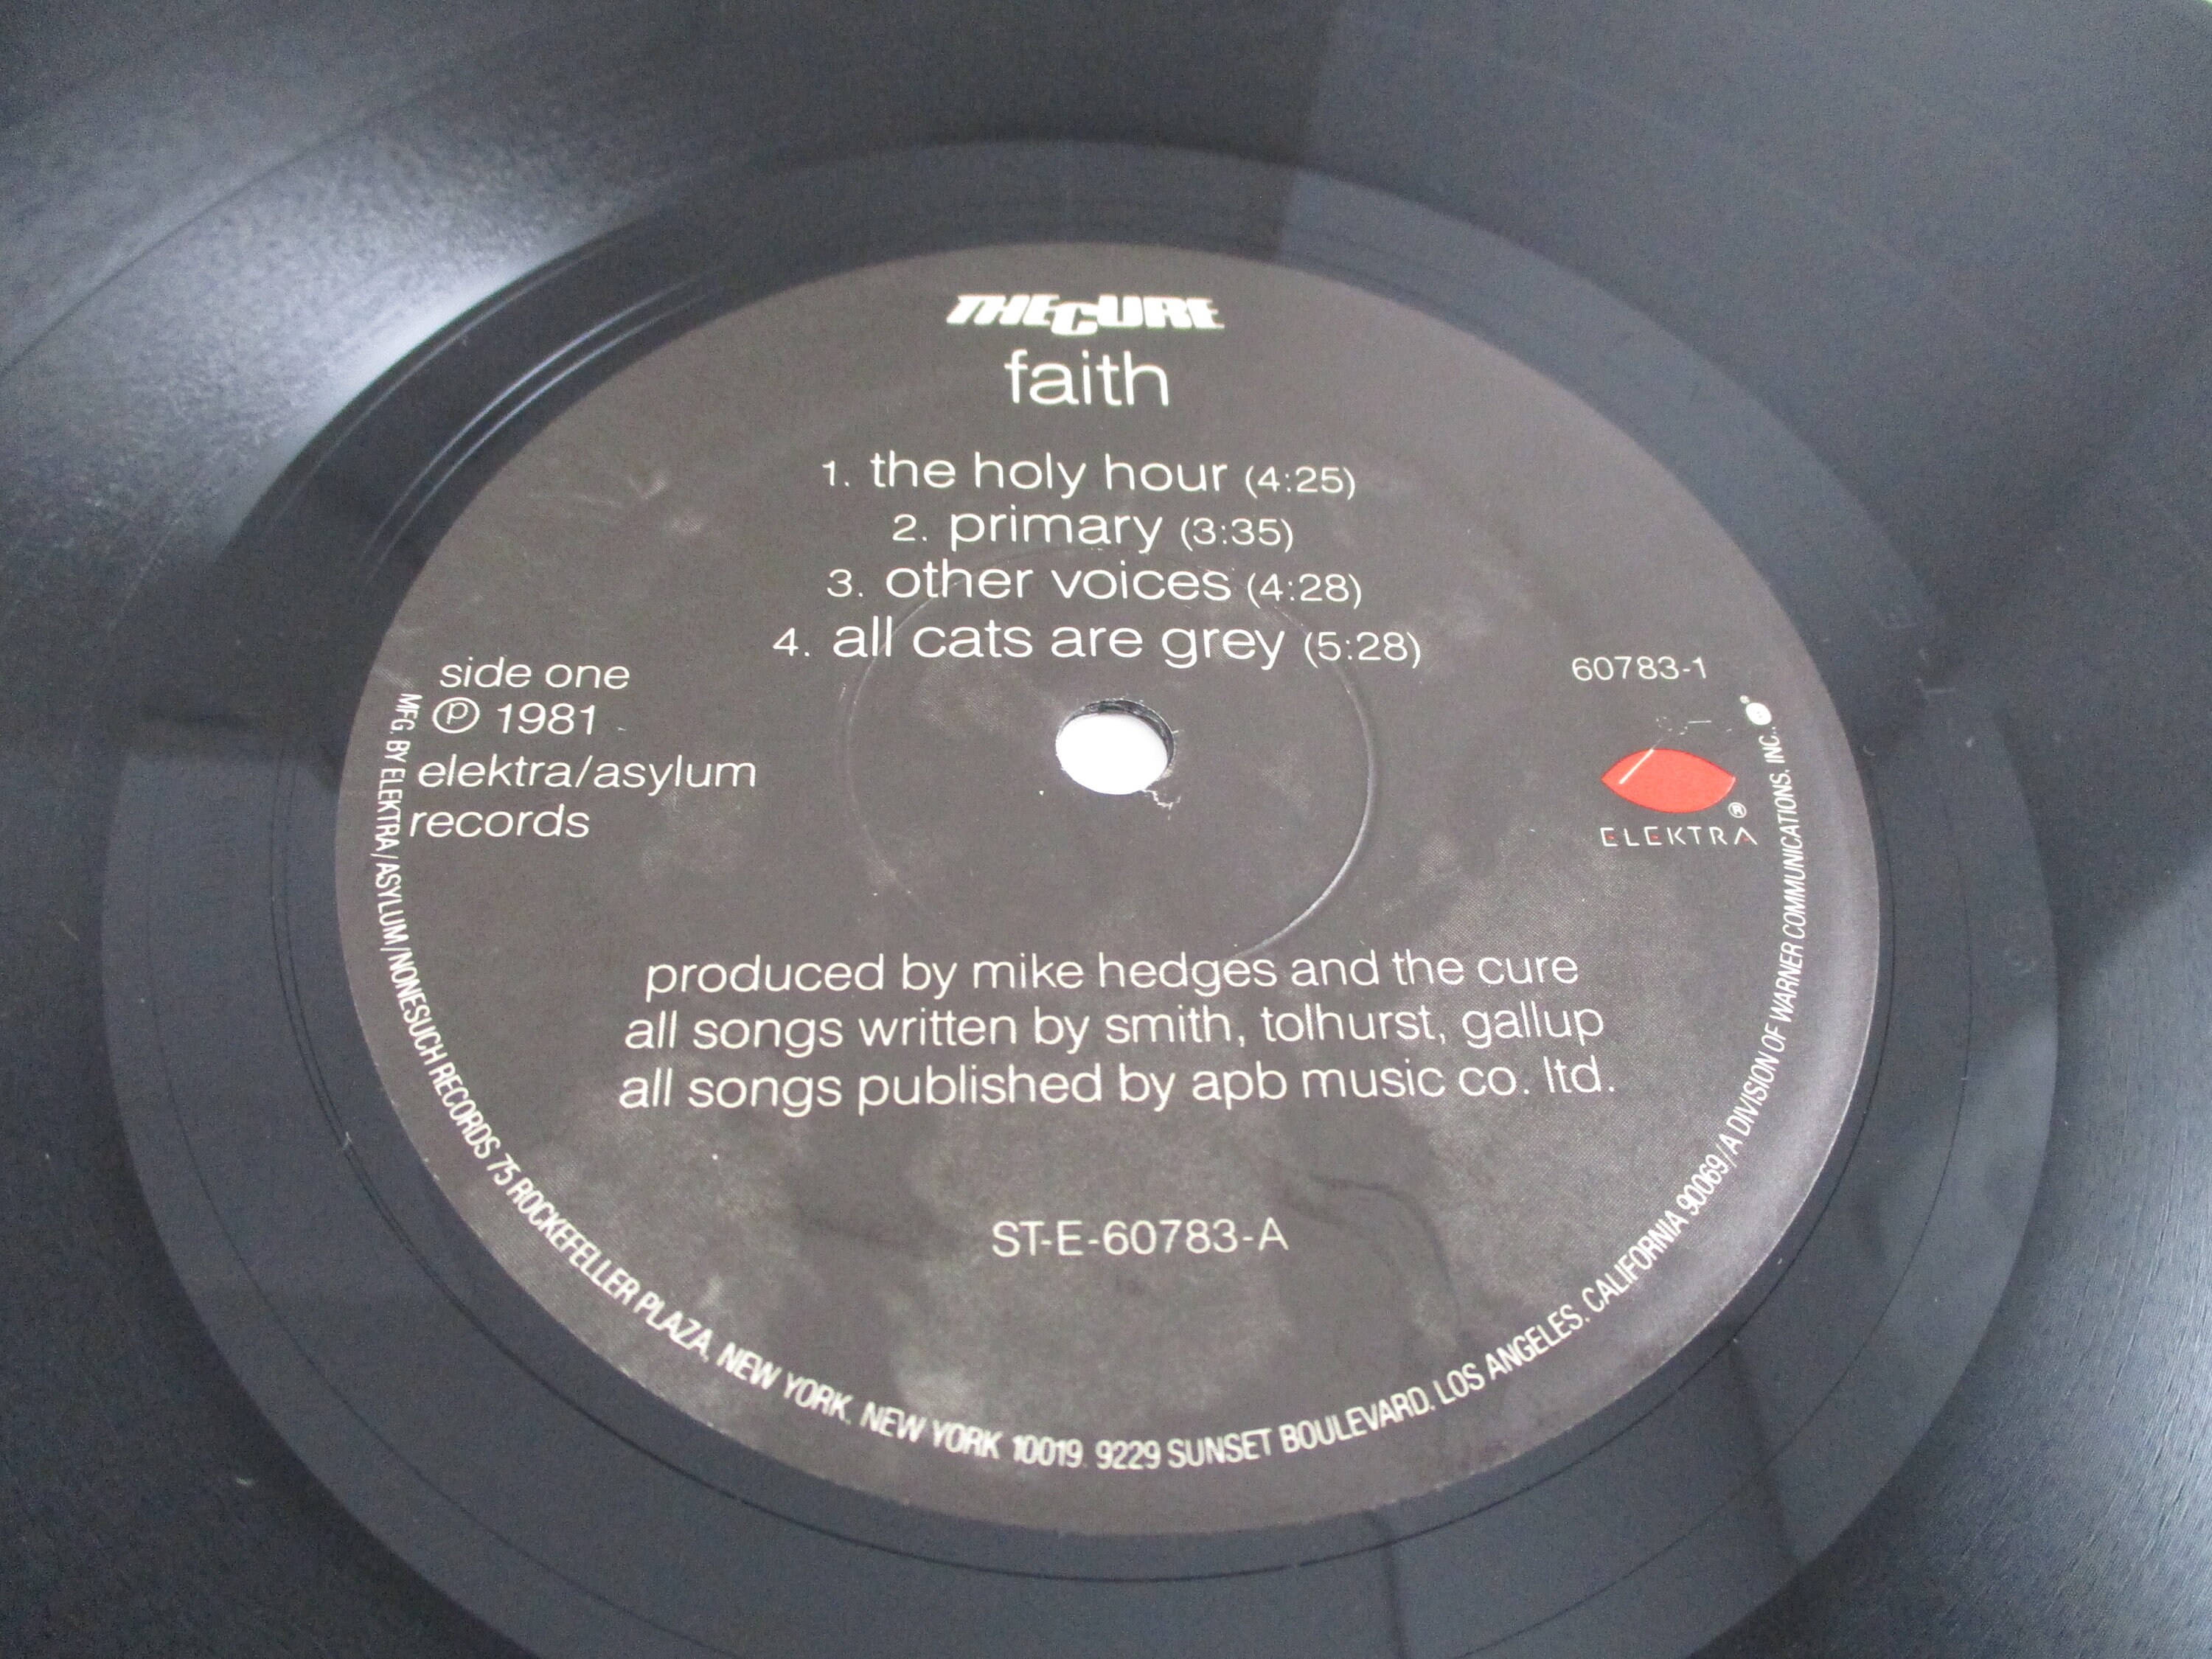 THE CURE
faith
1. the holy hour (4:25)
2. primary (3:35)
3. other voices (4:28)
4. all cats are grey (5:28)
side one
℗ 1981
elektra/asylum
records
60783-1
®
ELEKTRA
produced by mike hedges and the cure
all songs written by smith, tolhurst, gallup
all songs published by apb music co. ltd.
ST-E-60783-A
MFG. BY ELEKTRA/ASYLUM/NONESUCH RECORDS 75 ROCKEFELLER PLAZA, NEW YORK, NEW YORK 10019. 9229 SUNSET BOULEVARD, LOS ANGELES, CALIFORNIA 90069/A DIVISION OF WARNER COMMUNICATIONS, INC.